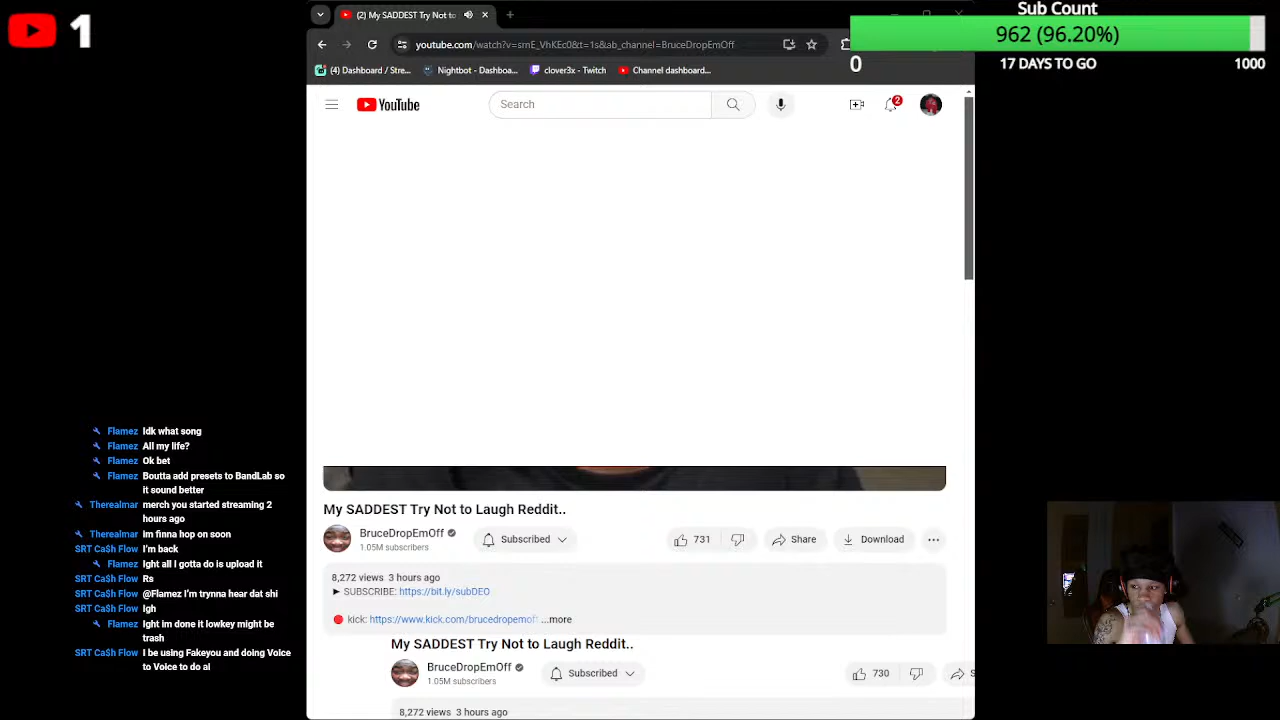 1
(2) My SADDEST Try Not to
youtube.com/watch?v=smE_VhKEc0&t=1s&ab_channel=BruceDropEmOff
(4) Dashboard / Stre...
Nightbot - Dashboa...
clover3x - Twitch
Channel dashboard...
Sub Count
962 (96.20%)
0
17 DAYS TO GO
1000
YouTube
Search
2
Flamez Idk what song
Flamez All my life?
Flamez Ok bet
Flamez Boutta add presets to BandLab so
it sound better
Therealmar merch you started streaming 2
hours ago
Therealmar im finna hop on soon
SRT Ca$h Flow I'm back
Flamez Ight all I gotta do is upload it
SRT Ca$h Flow Rs
SRT Ca$h Flow @Flamez I'm trynna hear dat shi
SRT Ca$h Flow Igh
Flamez Ight im done it lowkey might be
trash
SRT Ca$h Flow I be using Fakeyou and doing Voice
to Voice to do ai
My SADDEST Try Not to Laugh Reddit..
BruceDropEmOff
1.05M subscribers
Subscribed
731
Share
Download
8,272 views 3 hours ago
► SUBSCRIBE: https://bit.ly/subDEO
kick: https://www.kick.com/brucedropemof
...more
My SADDEST Try Not to Laugh Reddit..
BruceDropEmOff
1.05M subscribers
Subscribed
730
S
8,272 views 3 hours ago